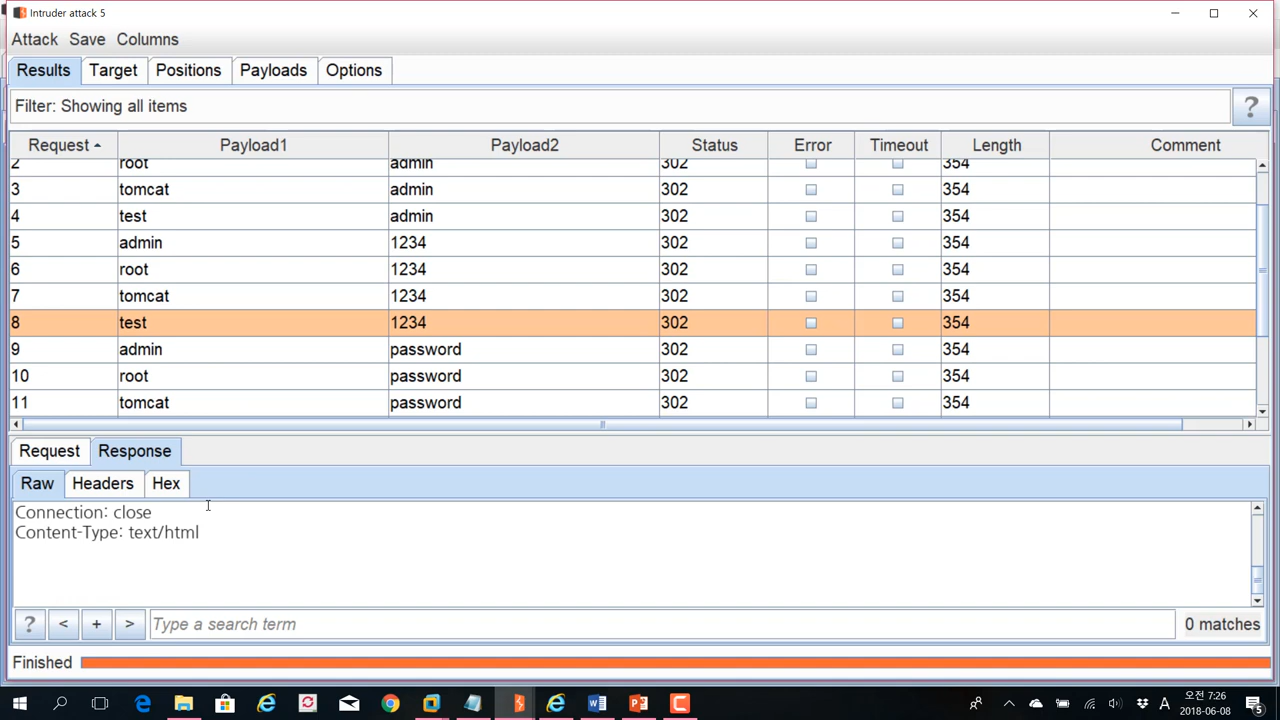 Intruder attack 5
Attack Save Columns
Results Target Positions Payloads Options
Filter: Showing all items ?
Request Payload1 Payload2 Status Error Timeout Length Comment
2 root admin 302 354
3 tomcat admin 302 354
4 test admin 302 354
5 admin 1234 302 354
6 root 1234 302 354
7 tomcat 1234 302 354
8 test 1234 302 354
9 admin password 302 354
10 root password 302 354
11 tomcat password 302 354
Request Response
Raw Headers Hex
Connection: close
Content-Type: text/html
? < + > Type a search term 0 matches
Finished
A 오전 7:26
2018-06-08 5